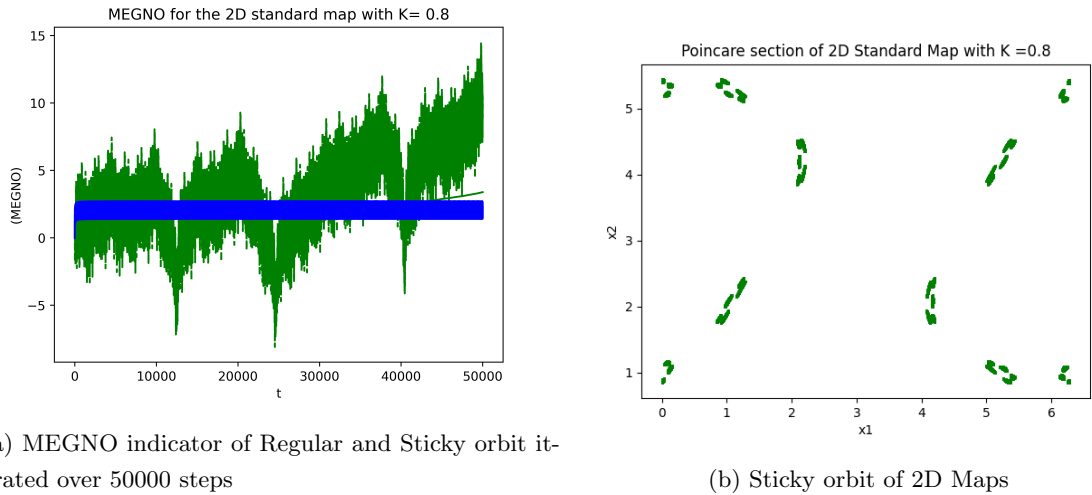 MEGNO for the 2D standard map with K= 0.8
(MEGNO)
15
10
5
0
−5
0 10000 20000 30000 40000 50000
t
a) MEGNO indicator of Regular and Sticky orbit it-
rated over 50000 steps
Poincare section of 2D Standard Map with K =0.8
x2
5
4
3
2
1
0 1 2 3 4 5 6
x1
(b) Sticky orbit of 2D Maps